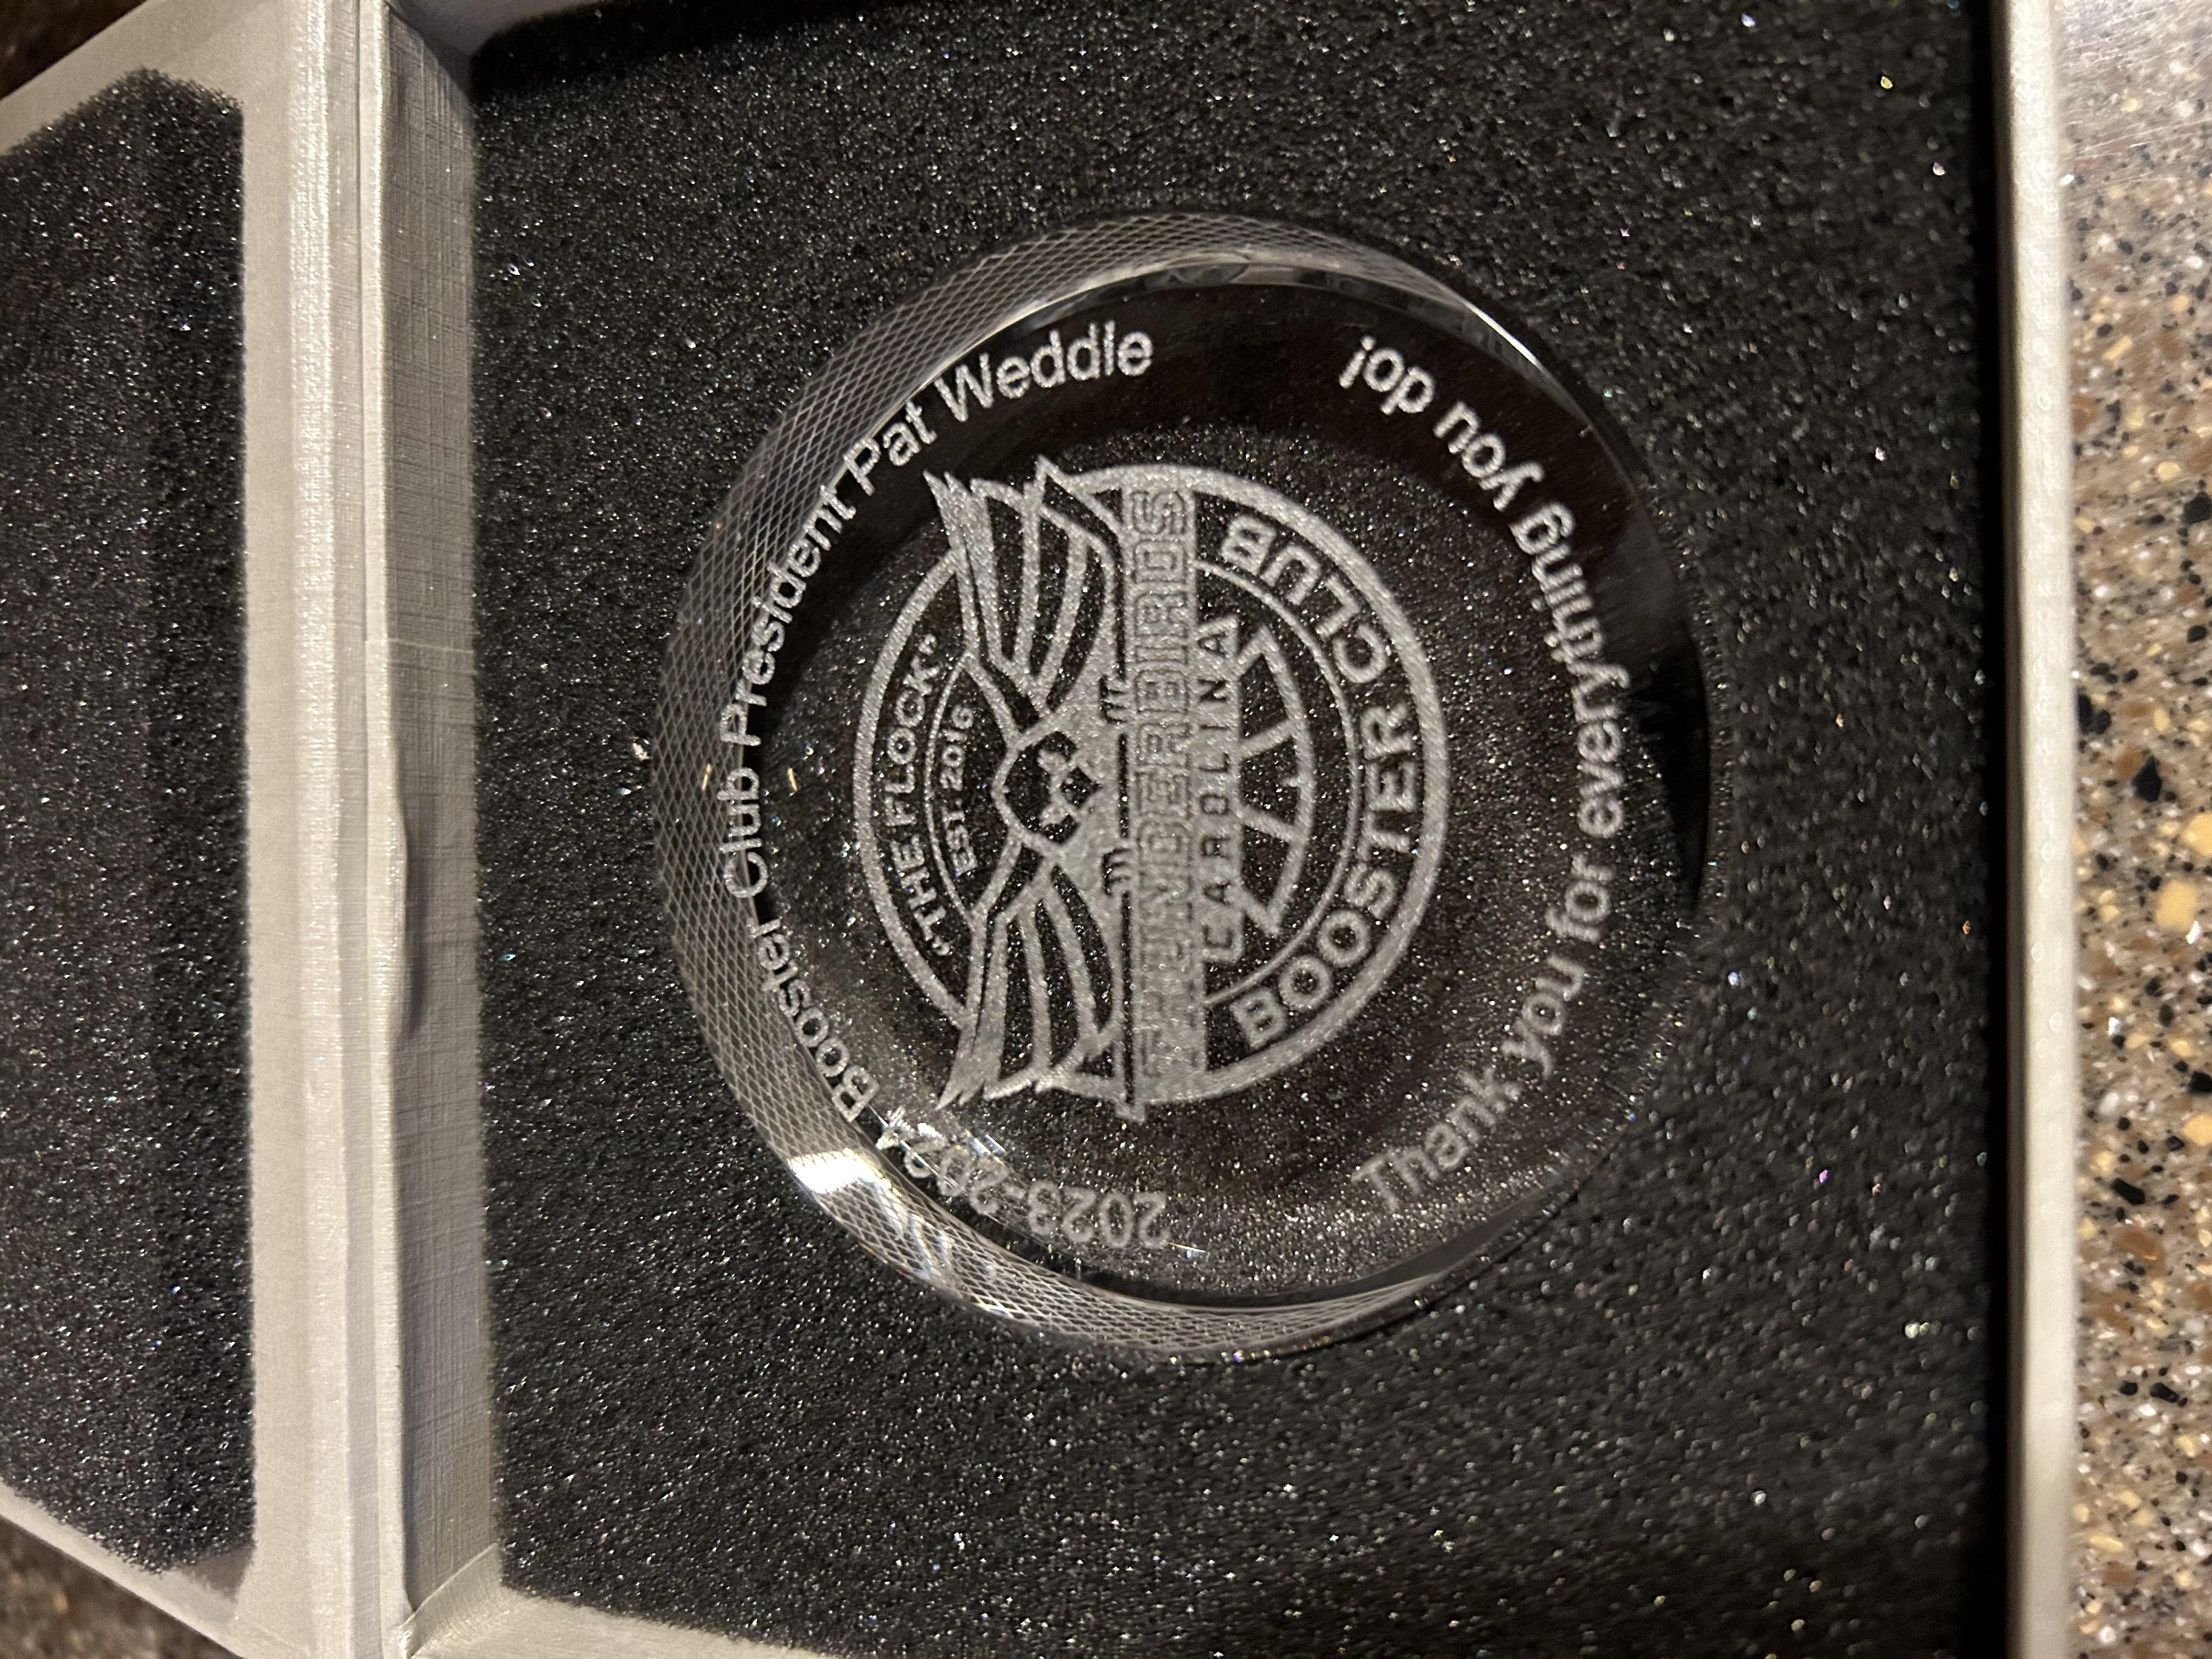 2023-2024 Booster Club President Pat Weddle
"THE FLOCK"
EST. 2016
THUNDERBIRDS
CAROLINA
BOOSTER CLUB
Thank you for everything you do!